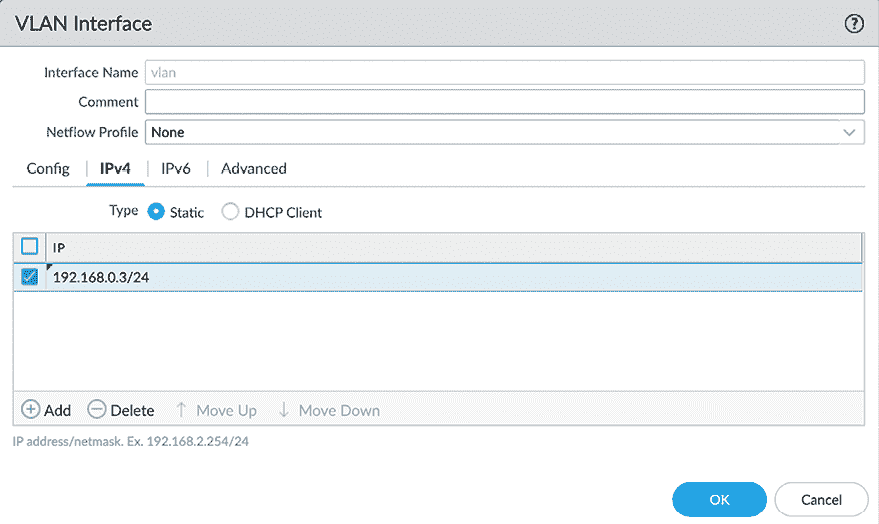 VLAN Interface ?
Interface Name vlan
Comment
Netflow Profile None
Config IPv4 IPv6 Advanced
Type Static DHCP Client
IP
192.168.0.3/24
Add Delete Move Up Move Down
IP address/netmask. Ex. 192.168.2.254/24
OK Cancel